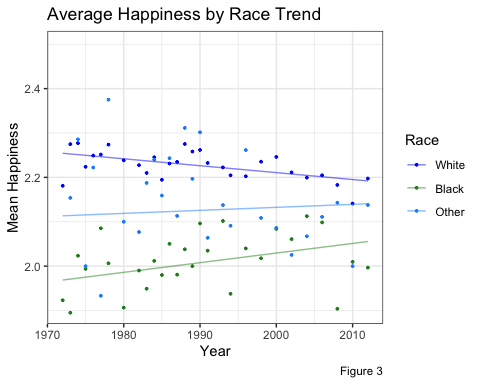 Average Happiness by Race Trend
Mean Happiness
2.4
2.2
2.0
1970
1980
1990
2000
2010
Year
Race
White
Black
Other
Figure 3